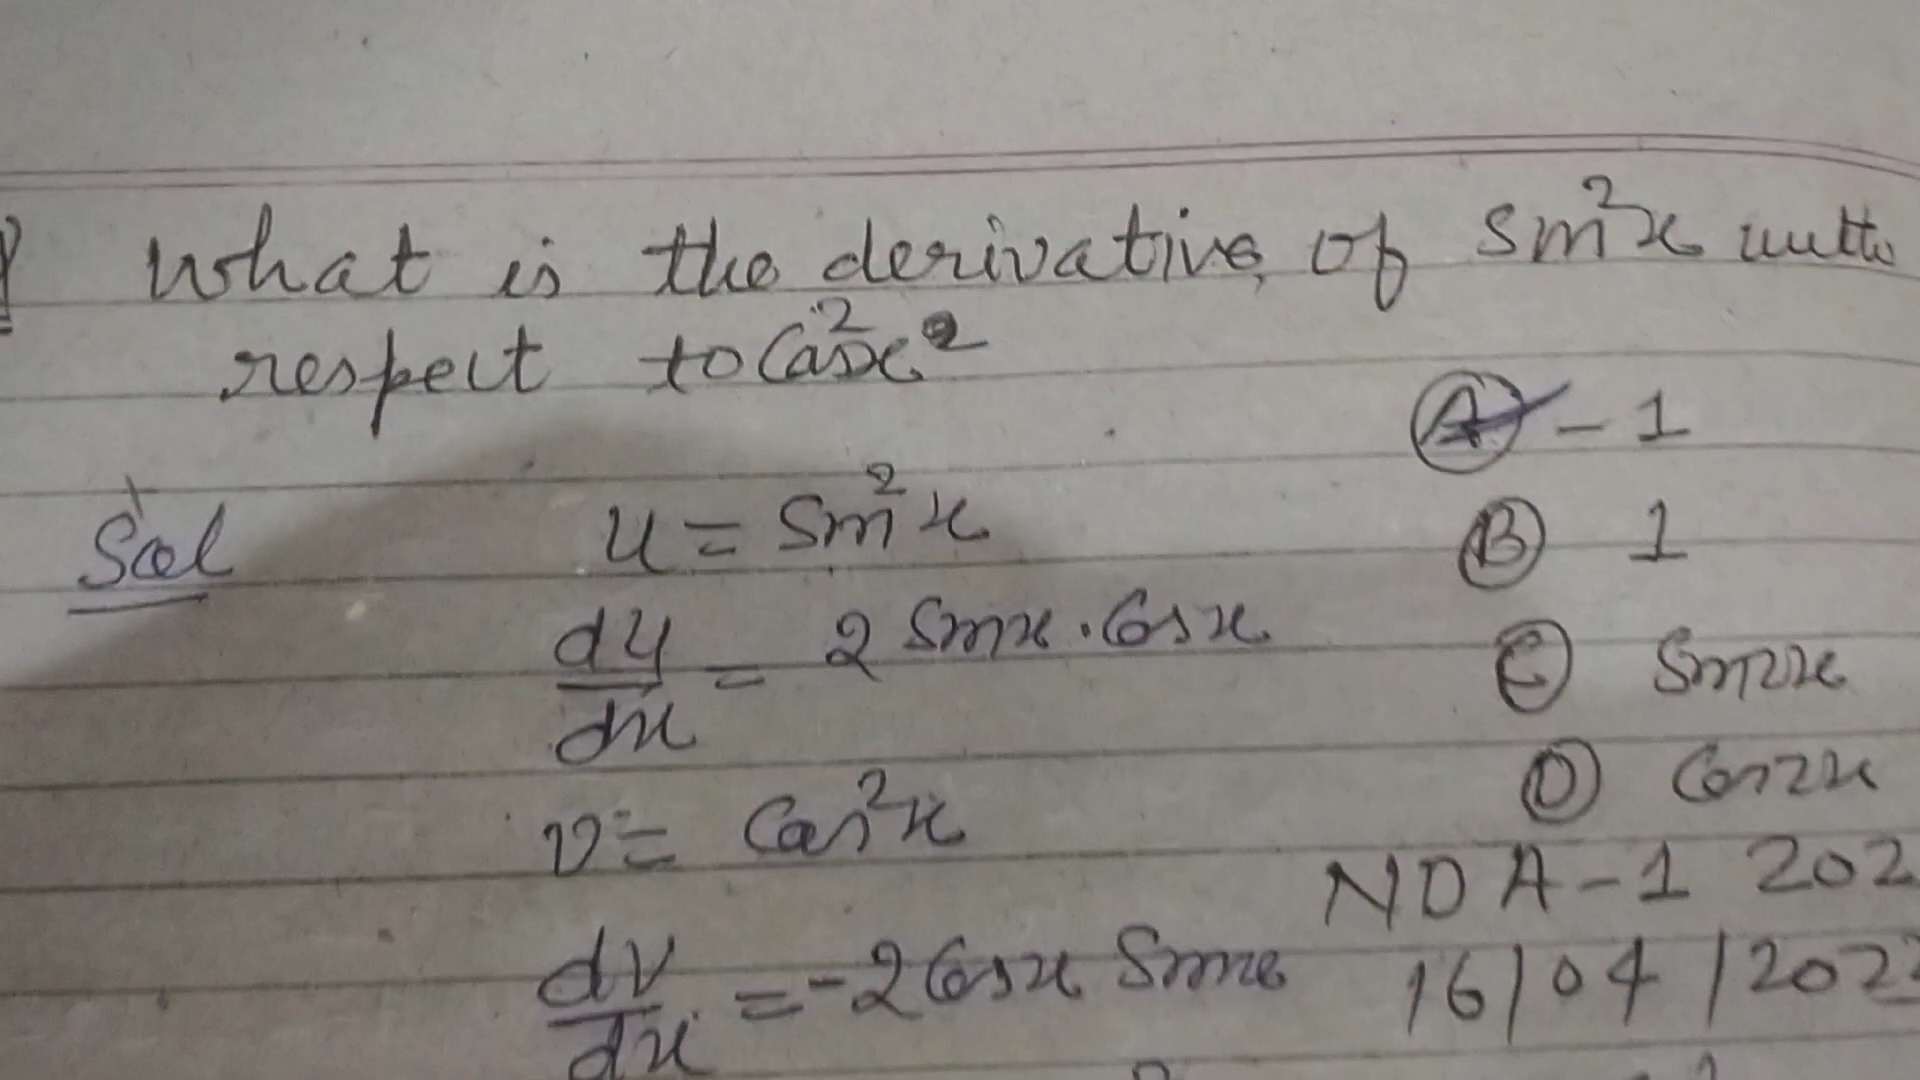 What is the derivative of sin²x with
respect to Cos²x ?
A -1
Sol u = Sin²x
B 1
du/dx = 2 Sinx . Cosx
C Sin2x
D Cos2x
v = Cos²x
NDA-1 202
dv/dx = -2 Cosx Sinx
16/04/202